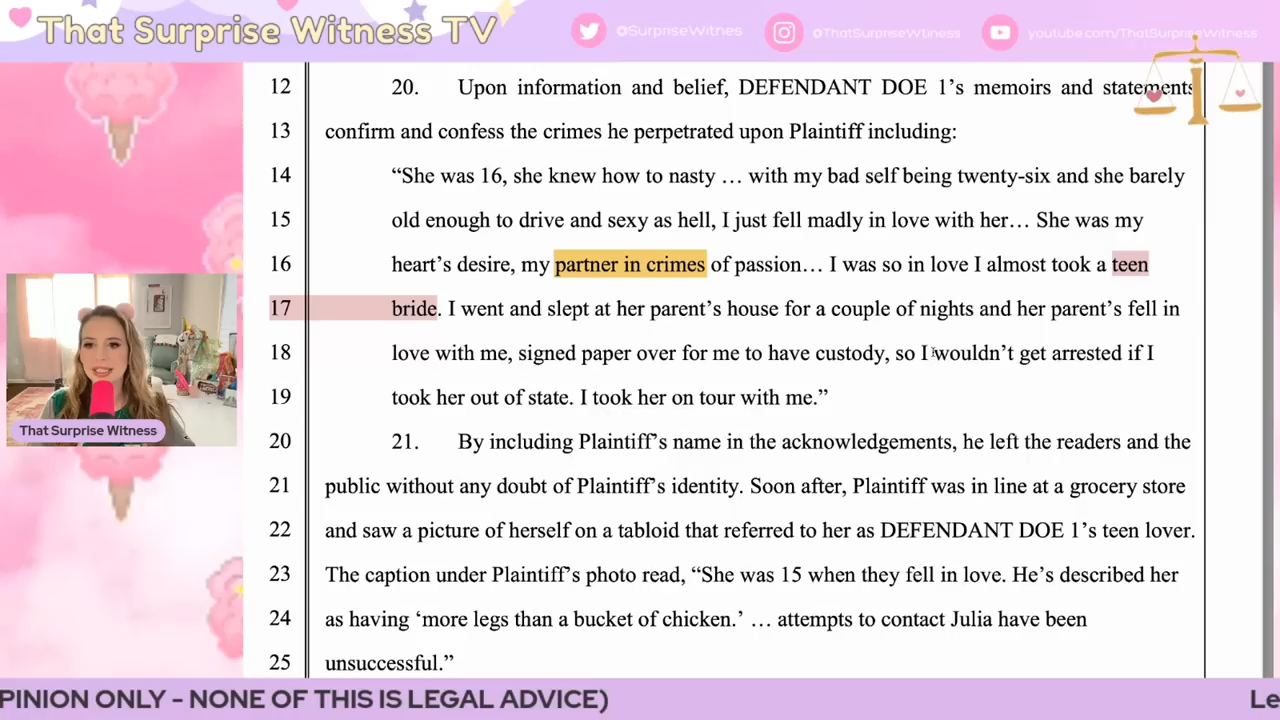 That Surprise Witness TV
@SurpriseWitnes
@ThatSurpriseWtiness
youtube.com/ThatSurpriseWitness
12 20. Upon information and belief, DEFENDANT DOE 1’s memoirs and statements
13 confirm and confess the crimes he perpetrated upon Plaintiff including:
14 “She was 16, she knew how to nasty … with my bad self being twenty-six and she barely
15 old enough to drive and sexy as hell, I just fell madly in love with her… She was my
16 heart’s desire, my partner in crimes of passion… I was so in love I almost took a teen
17 bride. I went and slept at her parent’s house for a couple of nights and her parent’s fell in
18 love with me, signed paper over for me to have custody, so I wouldn’t get arrested if I
19 took her out of state. I took her on tour with me.”
20 21. By including Plaintiff’s name in the acknowledgements, he left the readers and the
21 public without any doubt of Plaintiff’s identity. Soon after, Plaintiff was in line at a grocery store
22 and saw a picture of herself on a tabloid that referred to her as DEFENDANT DOE 1’s teen lover.
23 The caption under Plaintiff’s photo read, “She was 15 when they fell in love. He’s described her
24 as having ‘more legs than a bucket of chicken.’ … attempts to contact Julia have been
25 unsuccessful.”
That Surprise Witness
PINION ONLY - NONE OF THIS IS LEGAL ADVICE) Le